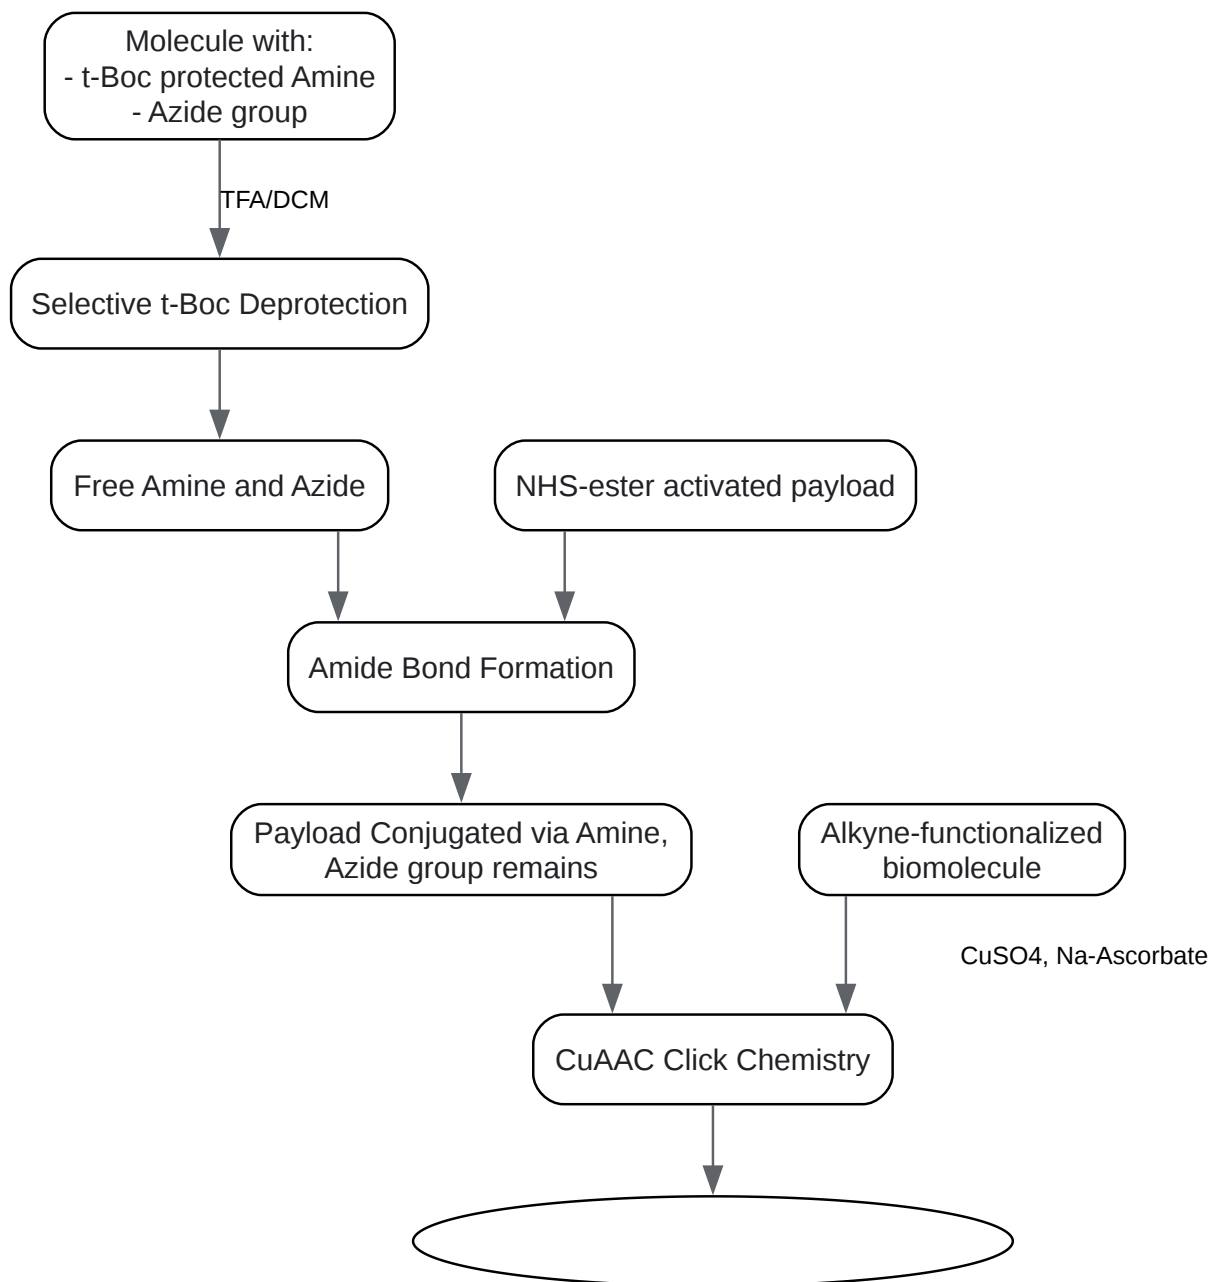 Molecule with:
- t-Boc protected Amine
- Azide group
TFA/DCM
Selective t-Boc Deprotection
Free Amine and Azide
NHS-ester activated payload
Amide Bond Formation
Payload Conjugated via Amine,
Azide group remains
Alkyne-functionalized
biomolecule
CuSO4, Na-Ascorbate
CuAAC Click Chemistry